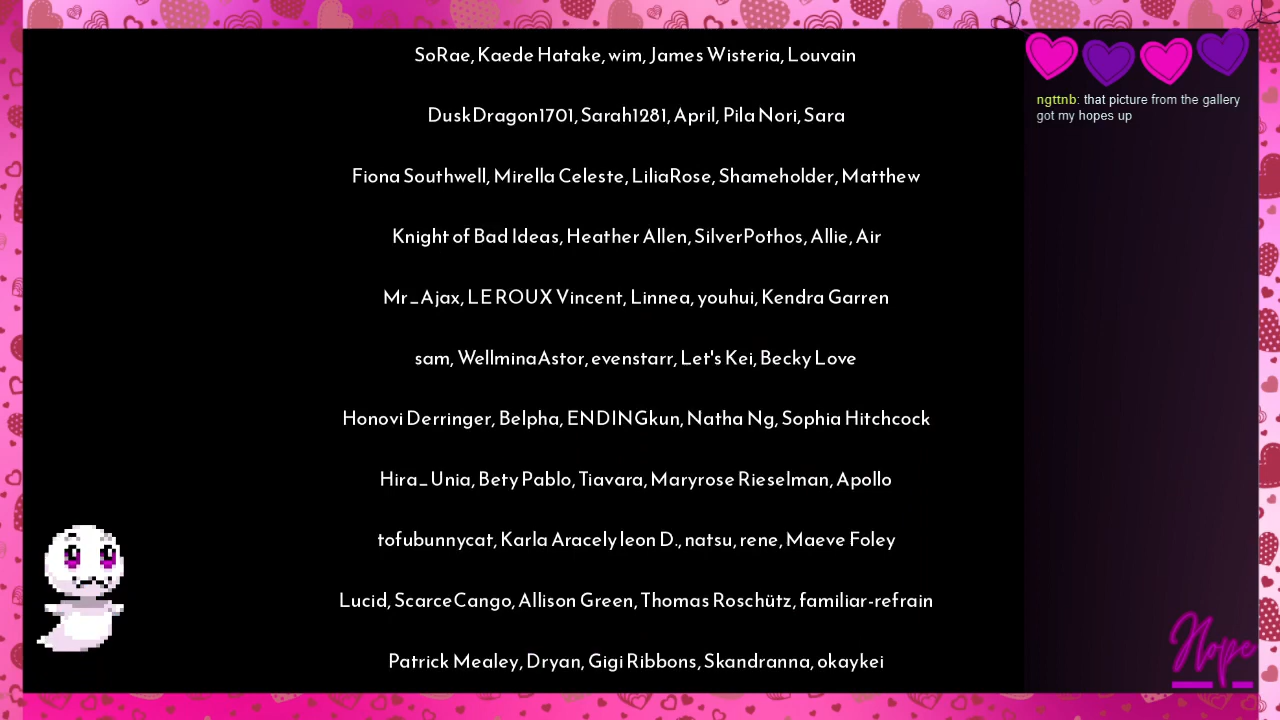 SoRae, Kaede Hatake, wim, James Wisteria, Louvain
DuskDragon1701, Sarah1281, April, Pila Nori, Sara
Fiona Southwell, Mirella Celeste, LiliaRose, Shameholder, Matthew
Knight of Bad Ideas, Heather Allen, SilverPothos, Allie, Air
Mr_Ajax, LE ROUX Vincent, Linnea, youhui, Kendra Garren
sam, WellminaAstor, evenstarr, Let's Kei, Becky Love
Honovi Derringer, Belpha, ENDINGkun, Natha Ng, Sophia Hitchcock
Hira_Unia, Bety Pablo, Tiavara, Maryrose Rieselman, Apollo
tofubunnycat, Karla Aracely leon D., natsu, rene, Maeve Foley
Lucid, ScarceCango, Allison Green, Thomas Roschütz, familiar-refrain
Patrick Mealey, Dryan, Gigi Ribbons, Skandranna, okaykei
ngttnb: that picture from the gallery
got my hopes up
Hope